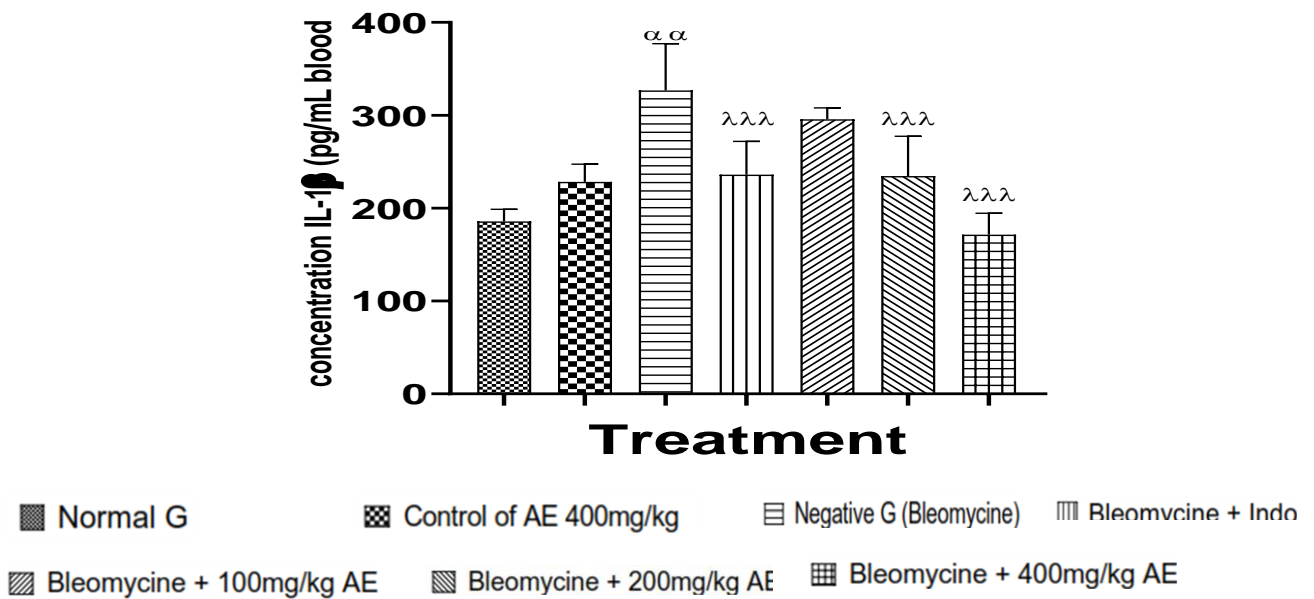 400
300
200
100
0
concentration IL-1β (pg/mL blood
α α
λλλ
λλλ
λλλ
Treatment
Normal G
Control of AE 400mg/kg
Negative G (Bleomycine)
Bleomycine + Indo
Bleomycine + 100mg/kg AE
Bleomycine + 200mg/kg AE
Bleomycine + 400mg/kg AE